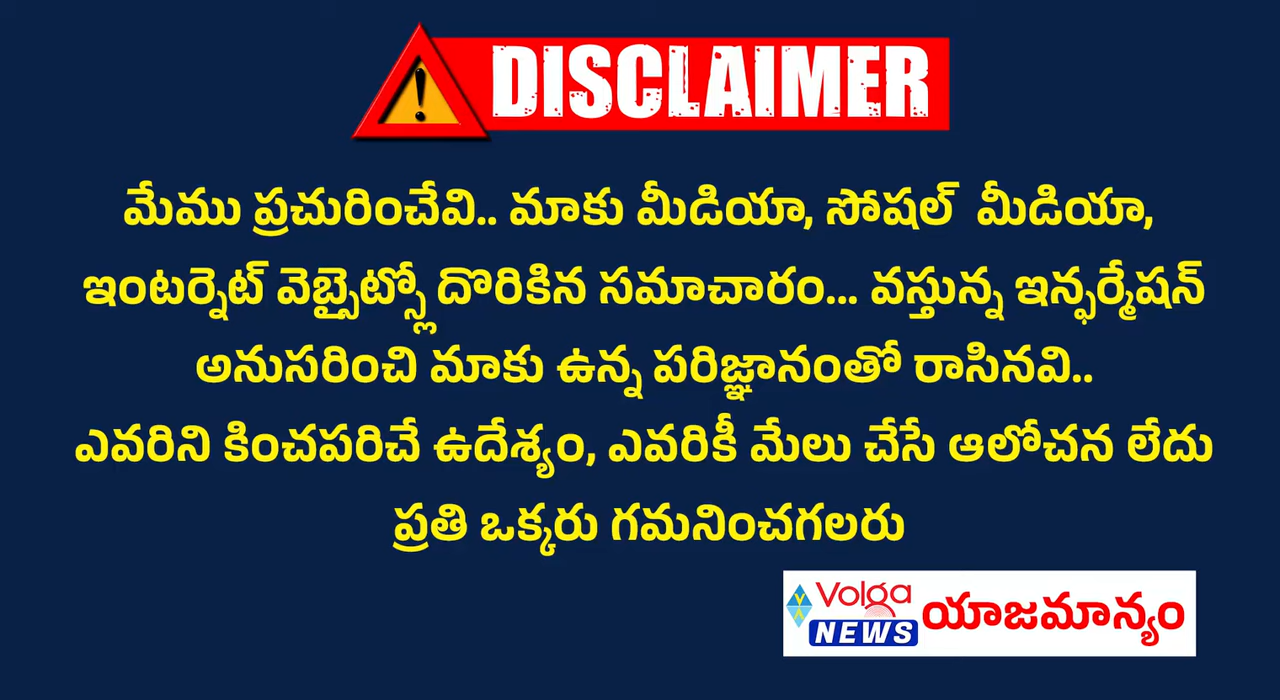 DISCLAIMER
మేము ప్రచురించేవి.. మాకు మీడియా, సోషల్ మీడియా,
ఇంటర్నెట్ వెబ్సైట్స్లో దొరికిన సమాచారం... వస్తున్న ఇన్ఫర్మేషన్
అనుసరించి మాకు ఉన్న పరిజ్ఞానంతో రాసినవి..
ఎవరిని కించపరిచే ఉదేశ్యం, ఎవరికీ మేలు చేసే ఆలోచన లేదు
ప్రతి ఒక్కరు గమనించగలరు
Volga
NEWS యాజమాన్యం